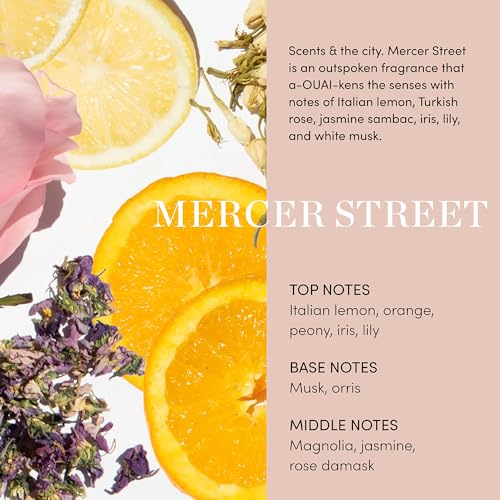 Scents & the city. Mercer Street
is an outspoken fragrance that
a-OUAI-kens the senses with
notes of Italian lemon, Turkish
rose, jasmine sambac, iris, lily,
and white musk.
MERCER STREET
TOP NOTES
Italian lemon, orange,
peony, iris, lily
BASE NOTES
Musk, orris
MIDDLE NOTES
Magnolia, jasmine,
rose damask